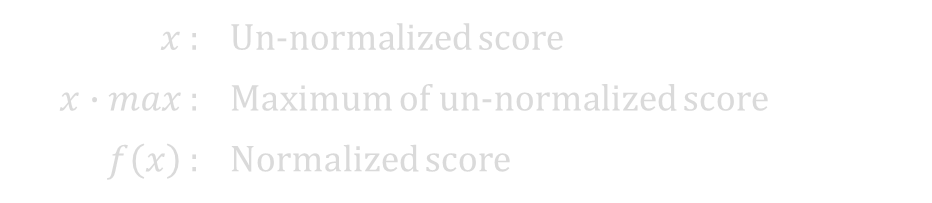 x : Un-normalized score
x · max : Maximum of un-normalized score
f(x) : Normalized score